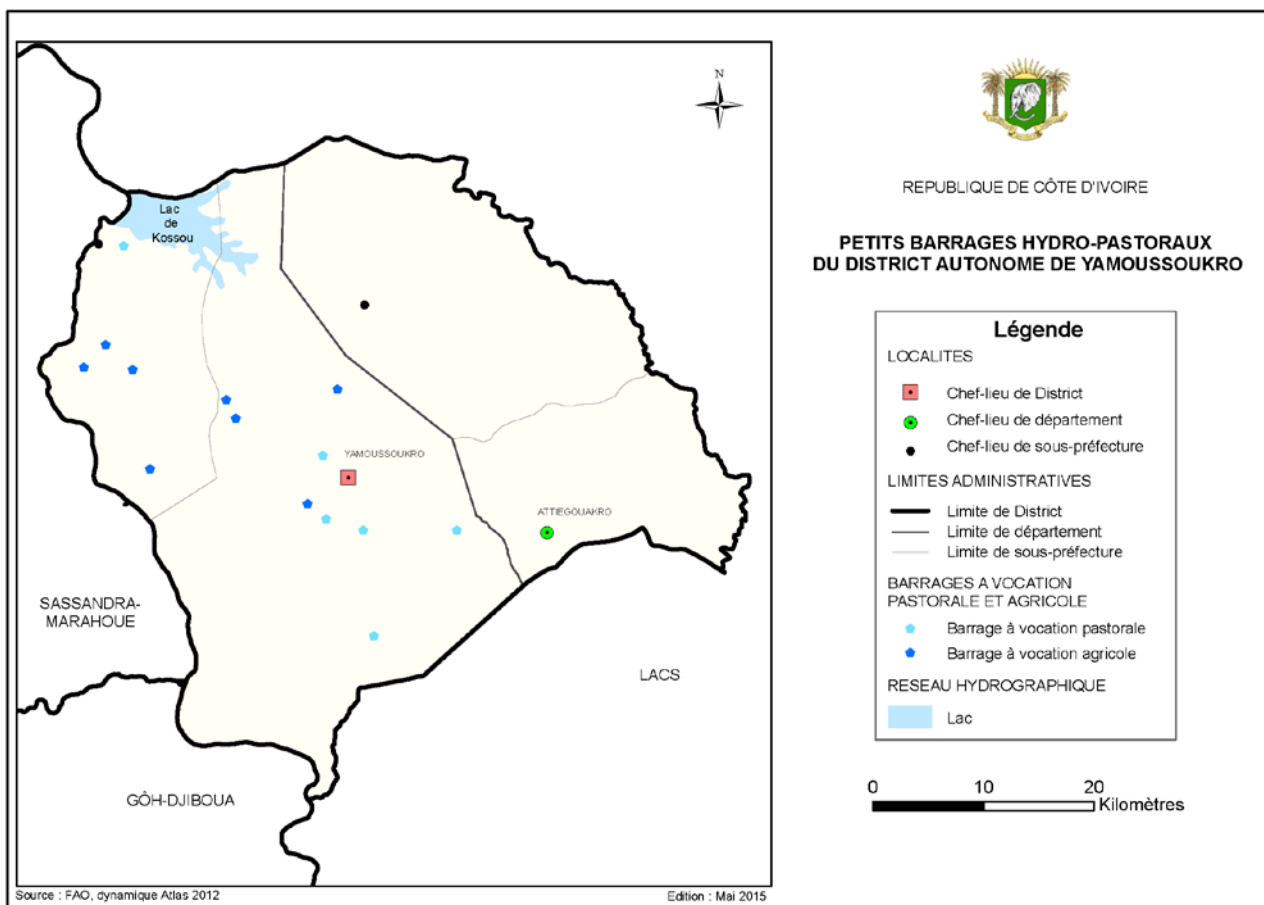 N
Lac
de
Kossou
YAMOUSSOUKRO
ATTIEGOUAKRO
SASSANDRA-
MARAHOUE
LACS
GÔH-DJIBOUA
Source : FAO, dynamique Atlas 2012
Edition : Mai 2015
REPUBLIQUE DE CÔTE D'IVOIRE
PETITS BARRAGES HYDRO-PASTORAUX
DU DISTRICT AUTONOME DE YAMOUSSOUKRO
Légende
LOCALITES
Chef-lieu de District
Chef-lieu de département
Chef-lieu de sous-préfecture
LIMITES ADMINISTRATIVES
Limite de District
Limite de département
Limite de sous-préfecture
BARRAGES A VOCATION
PASTORALE ET AGRICOLE
Barrage à vocation pastorale
Barrage à vocation agricole
RESEAU HYDROGRAPHIQUE
Lac
0 10 20
Kilomètres